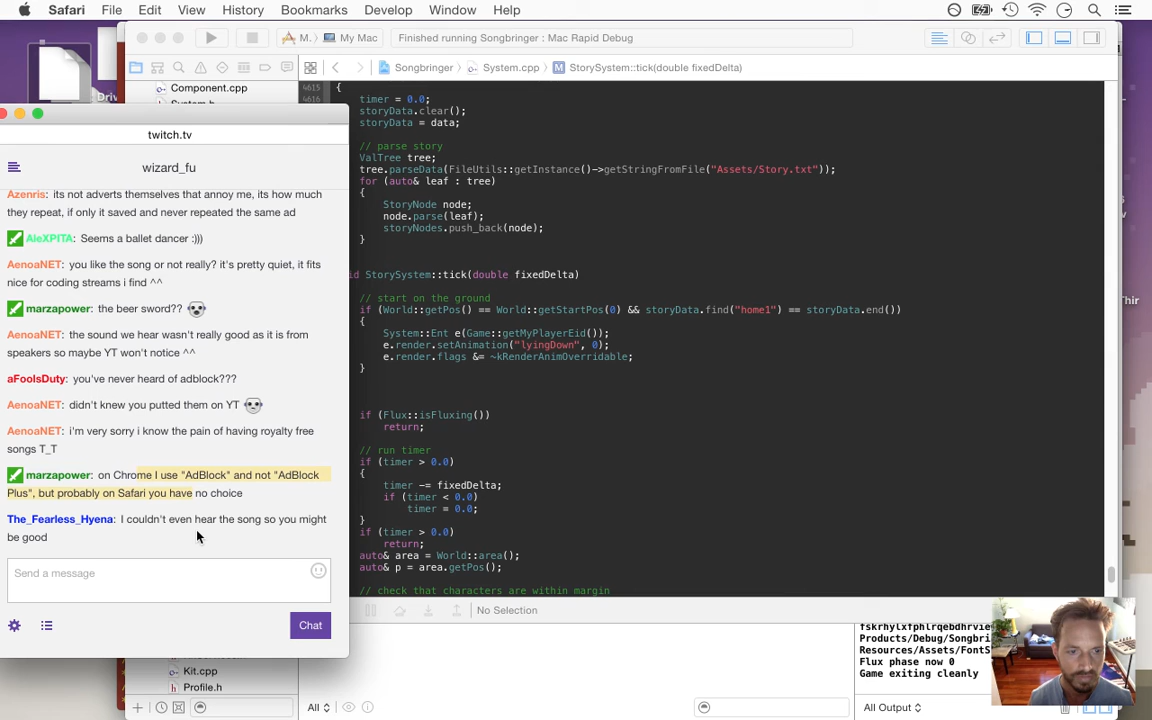 Safari File Edit View History Bookmarks Develop Window Help
M. My Mac Finished running Songbringer : Mac Rapid Debug
Songbringer System.cpp StorySystem::tick(double fixedDelta)
Component.cpp
System.h
4615 {
4616 timer = 0.0;
storyData.clear();
storyData = data;
// parse story
ValTree tree;
tree.parseData(FileUtils::getInstance()->getStringFromFile("Assets/Story.txt"));
for (auto& leaf : tree)
{
StoryNode node;
node.parse(leaf);
storyNodes.push_back(node);
}
id StorySystem::tick(double fixedDelta)
// start on the ground
if (World::getPos() == World::getStartPos(0) && storyData.find("home1") == storyData.end())
{
System::Ent e(Game::getMyPlayerEid());
e.render.setAnimation("lyingDown", 0);
e.render.flags &= ~kRenderAnimOverridable;
}
if (Flux::isFluxing())
return;
// run timer
if (timer > 0.0)
{
timer -= fixedDelta;
if (timer < 0.0)
timer = 0.0;
}
if (timer > 0.0)
return;
auto& area = World::area();
auto& p = area.getPos();
// check that characters are within margin
twitch.tv
wizard_fu
Azenris: its not adverts themselves that annoy me, its how much
they repeat, if only it saved and never repeated the same ad
AleXPITA: Seems a ballet dancer :)))
AenoaNET: you like the song or not really? it's pretty quiet, it fits
nice for coding streams i find ^^
marzapower: the beer sword??
AenoaNET: the sound we hear wasn't really good as it is from
speakers so maybe YT won't notice ^^
aFoolsDuty: you've never heard of adblock???
AenoaNET: didn't knew you putted them on YT
AenoaNET: i'm very sorry i know the pain of having royalty free
songs T_T
marzapower: on Chrome I use "AdBlock" and not "AdBlock
Plus", but probably on Safari you have no choice
The_Fearless_Hyena: I couldn't even hear the song so you might
be good
Send a message
Chat
Kit.cpp
Profile.h
No Selection
fskrhylxfphlrqebdhrvie
Products/Debug/Songbri
Resources/Assets/FontS
Flux phase now 0
Game exiting cleanly
All
All Output